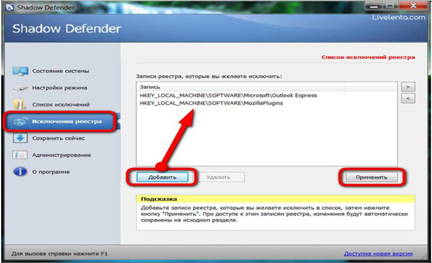 Shadow Defender
Livelenta.com
Shadow Defender
Список исключений реестра
Состояние системы
Настройки режима
Список исключений
Исключения реестра
Сохранить сейчас
Администрирование
О программе
Записи реестра, которые вы желаете исключить:
Запись
HKEY_LOCAL_MACHINE\SOFTWARE\Microsoft\Outlook Express
HKEY_LOCAL_MACHINE\SOFTWARE\MozillaPlugins
>
<
Добавить
Удалить
Применить
Подсказка
Добавьте записи реестра, которые вы желаете исключить в список, затем нажмите
кнопку "Применить". При доступе к этим записям реестра, изменения будут автоматически
сохранены на исходном разделе.
Для вызова справки нажмите F1
Доступна новая версия